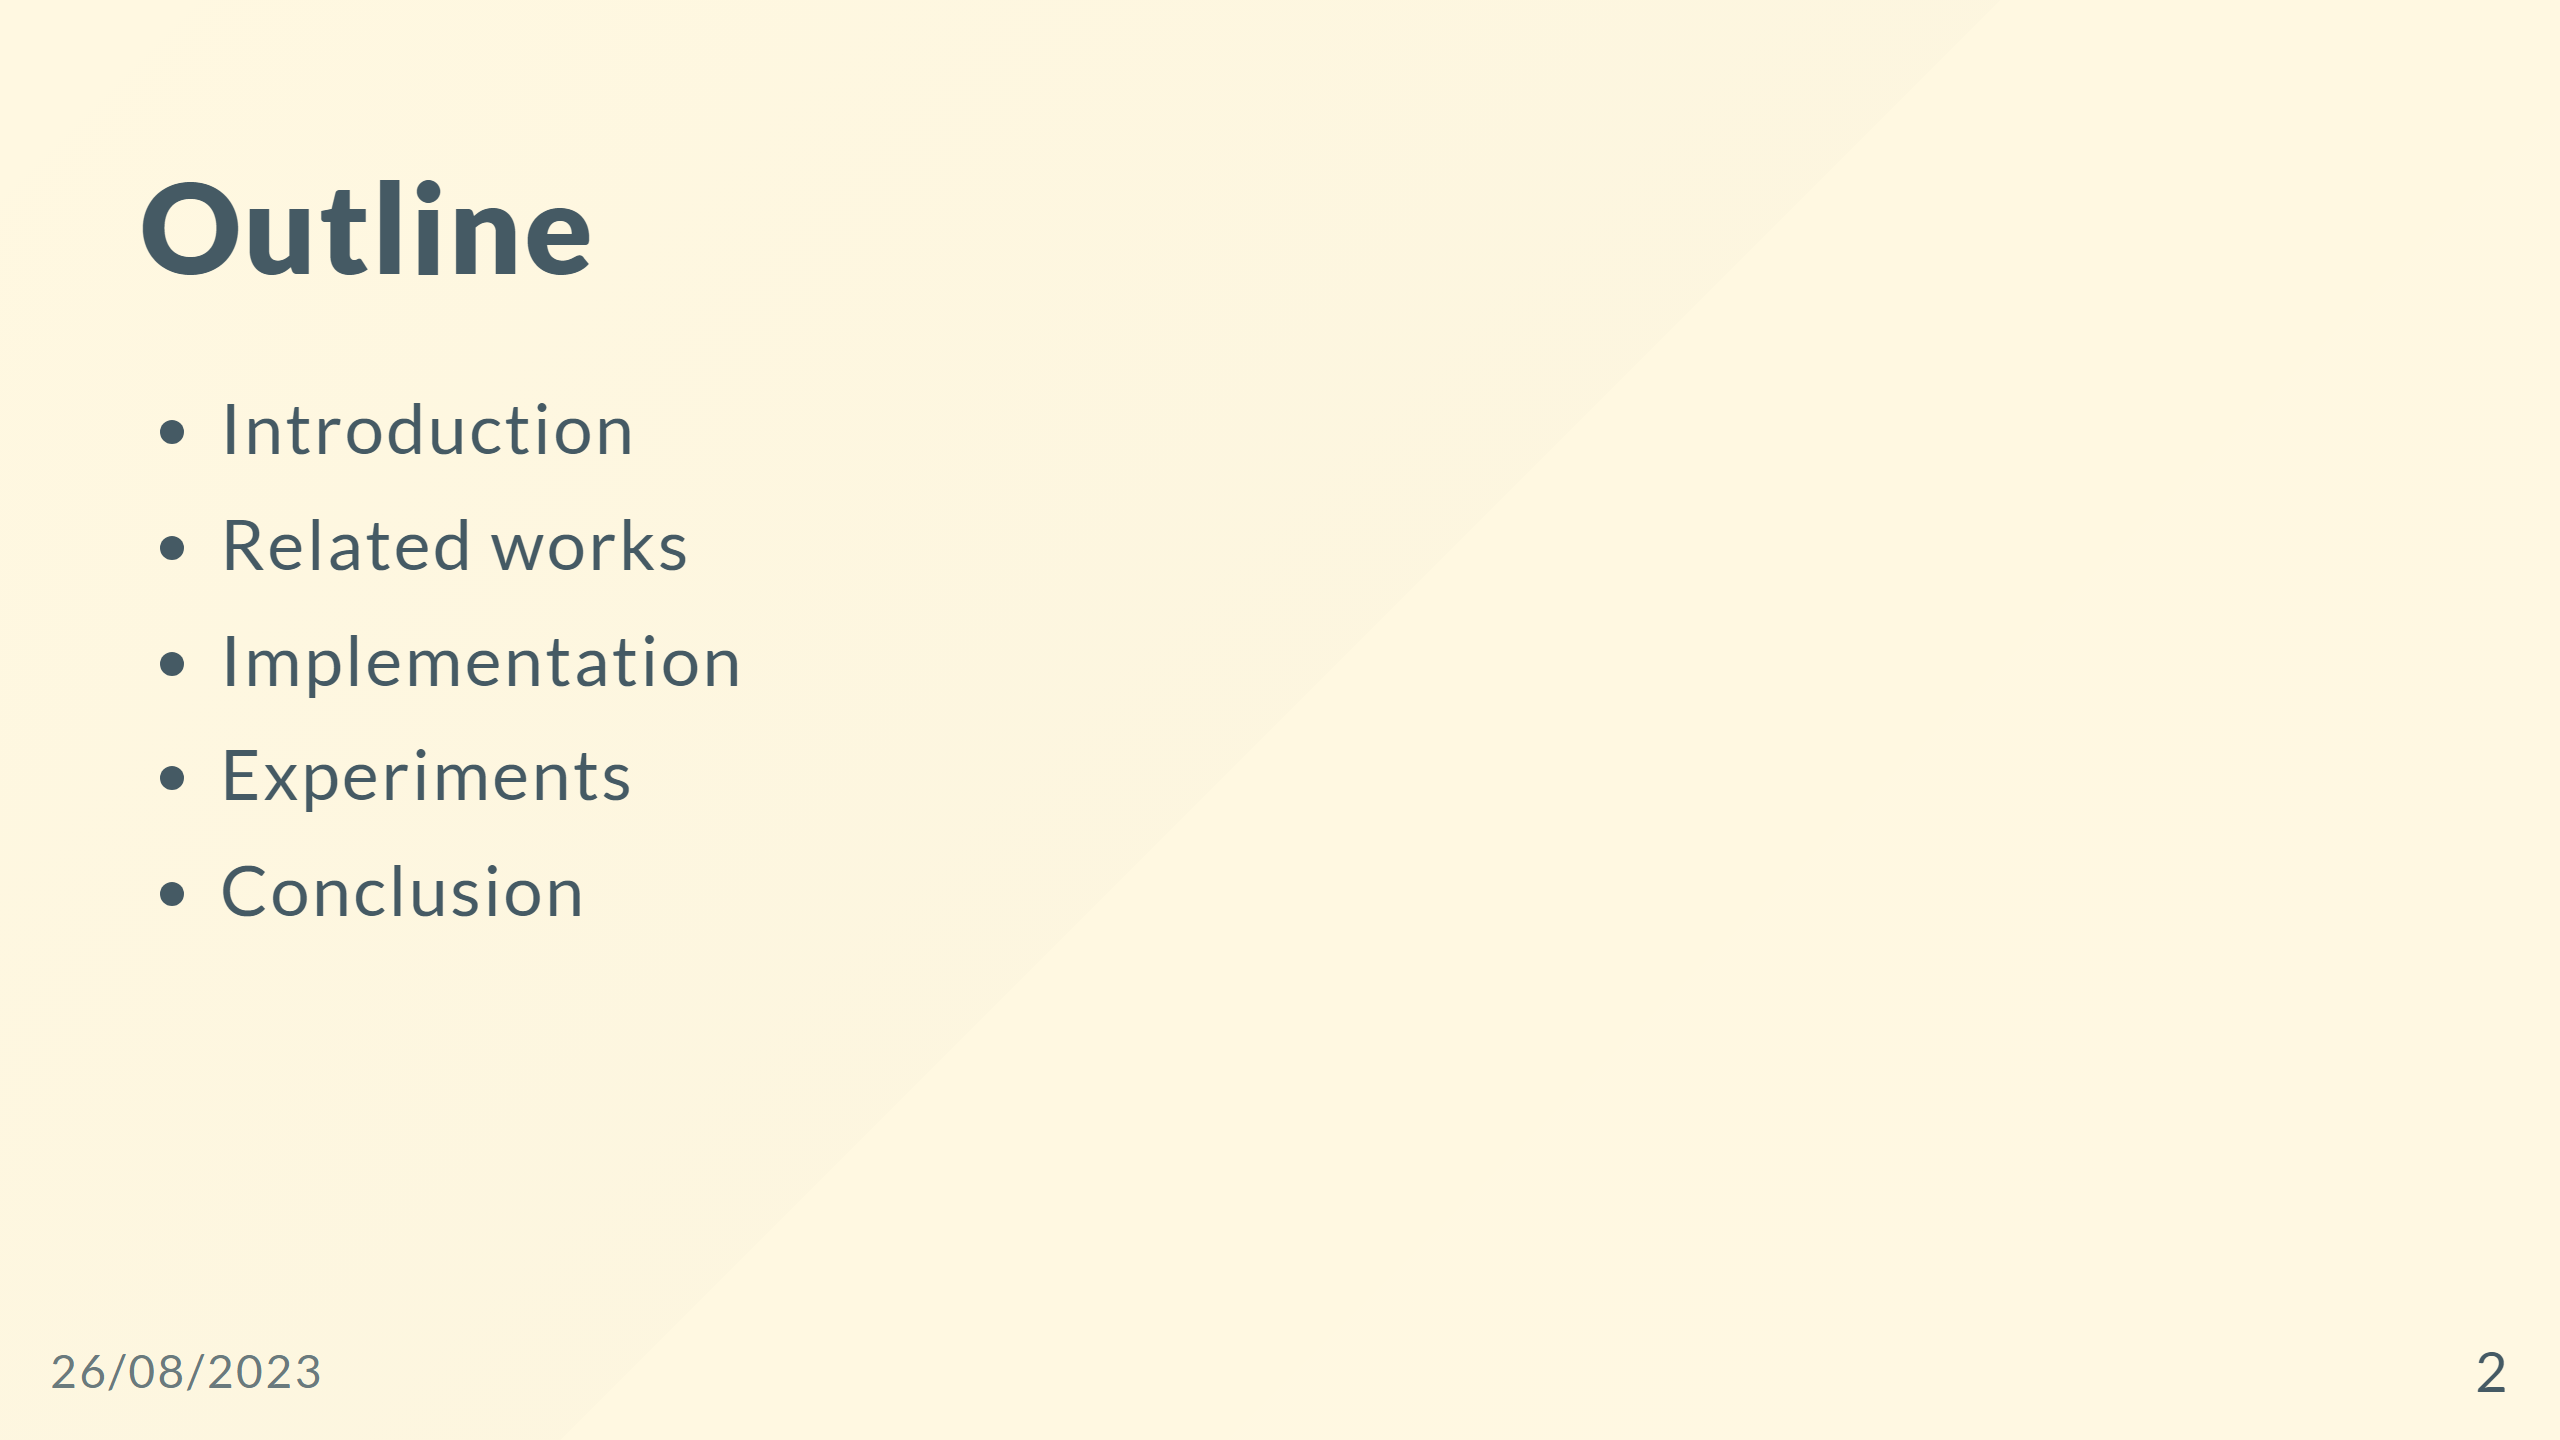 Outline
• Introduction
• Related works
• Implementation
• Experiments
• Conclusion
26/08/2023
2